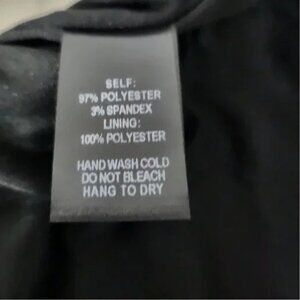 SELF:
97% POLYESTER
3% SPANDEX
LINING:
100% POLYESTER
HAND WASH COLD
DO NOT BLEACH
HANG TO DRY